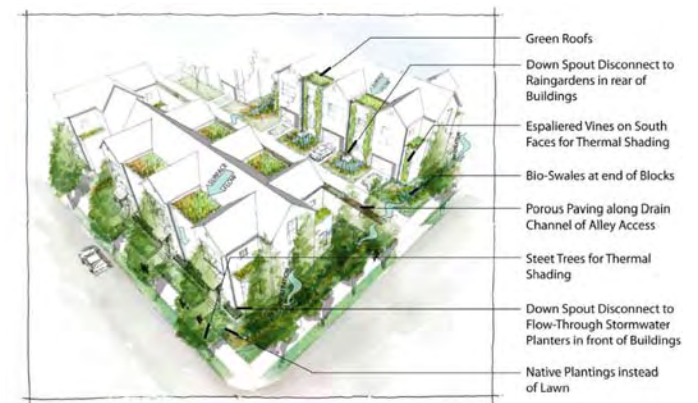 Green Roofs
Down Spout Disconnect to
Raingardens in rear of
Buildings
Espaliered Vines on South
Faces for Thermal Shading
Bio-Swales at end of Blocks
Porous Paving along Drain
Channel of Alley Access
Steet Trees for Thermal
Shading
Down Spout Disconnect to
Flow-Through Stormwater
Planters in front of Buildings
Native Plantings instead
of Lawn
SURFACE
FLOW